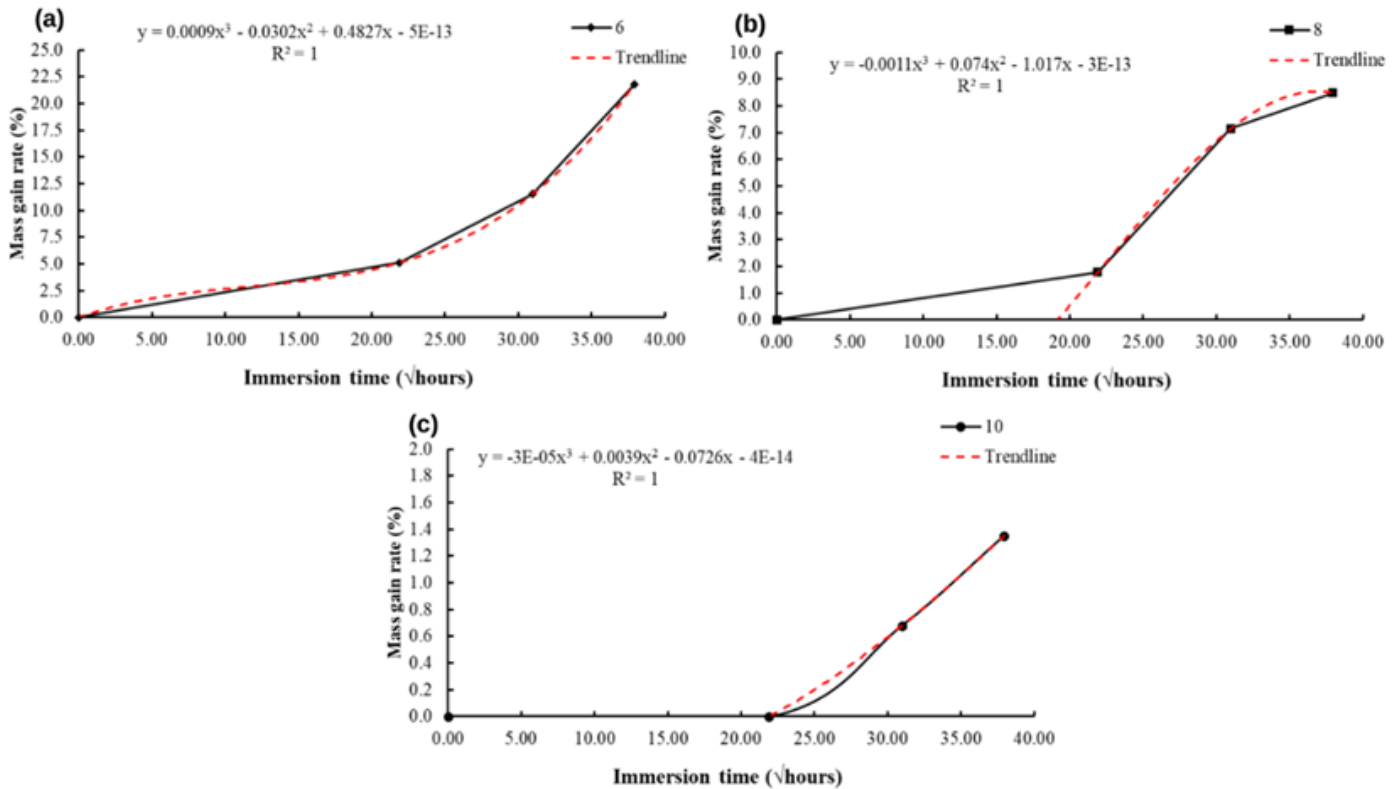 (a)
y = 0.0009x³ - 0.0302x² + 0.4827x - 5E-13
R² = 1
6
Trendline
25.0
22.5
20.0
17.5
15.0
12.5
10.0
7.5
5.0
2.5
0.0
Mass gain rate (%)
0.00 5.00 10.00 15.00 20.00 25.00 30.00 35.00 40.00
Immersion time (√hours)
(b)
y = -0.0011x³ + 0.074x² - 1.017x - 3E-13
R² = 1
8
Trendline
10.0
9.0
8.0
7.0
6.0
5.0
4.0
3.0
2.0
1.0
0.0
Mass gain rate (%)
0.00 5.00 10.00 15.00 20.00 25.00 30.00 35.00 40.00
Immersion time (√hours)
(c)
y = -3E-05x³ + 0.0039x² - 0.0726x - 4E-14
R² = 1
10
Trendline
2.0
1.8
1.6
1.4
1.2
1.0
0.8
0.6
0.4
0.2
0.0
Mass gain rate (%)
0.00 5.00 10.00 15.00 20.00 25.00 30.00 35.00 40.00
Immersion time (√hours)